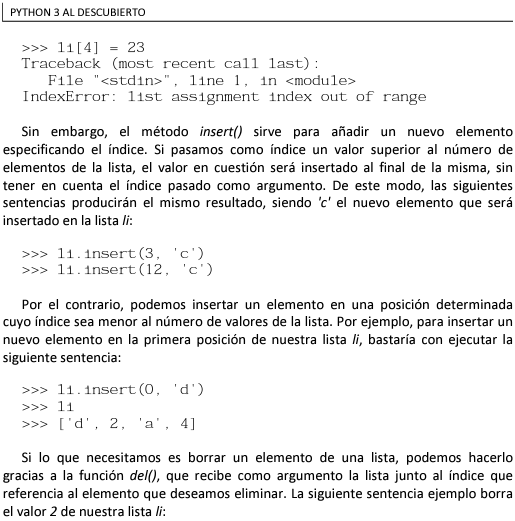 PYTHON 3 AL DESCUBIERTO
>>> li[4] = 23
Traceback (most recent call last):
File "<stdin>", line 1, in <module>
IndexError: list assignment index out of range
Sin embargo, el método insert() sirve para añadir un nuevo elemento
especificando el índice. Si pasamos como índice un valor superior al número de
elementos de la lista, el valor en cuestión será insertado al final de la misma, sin
tener en cuenta el índice pasado como argumento. De este modo, las siguientes
sentencias producirán el mismo resultado, siendo 'c' el nuevo elemento que será
insertado en la lista li:
>>> li.insert(3, 'c')
>>> li.insert(12, 'c')
Por el contrario, podemos insertar un elemento en una posición determinada
cuyo índice sea menor al número de valores de la lista. Por ejemplo, para insertar un
nuevo elemento en la primera posición de nuestra lista li, bastaría con ejecutar la
siguiente sentencia:
>>> li.insert(0, 'd')
>>> li
>>> ['d', 2, 'a', 4]
Si lo que necesitamos es borrar un elemento de una lista, podemos hacerlo
gracias a la función del(), que recibe como argumento la lista junto al índice que
referencia al elemento que deseamos eliminar. La siguiente sentencia ejemplo borra
el valor 2 de nuestra lista li: